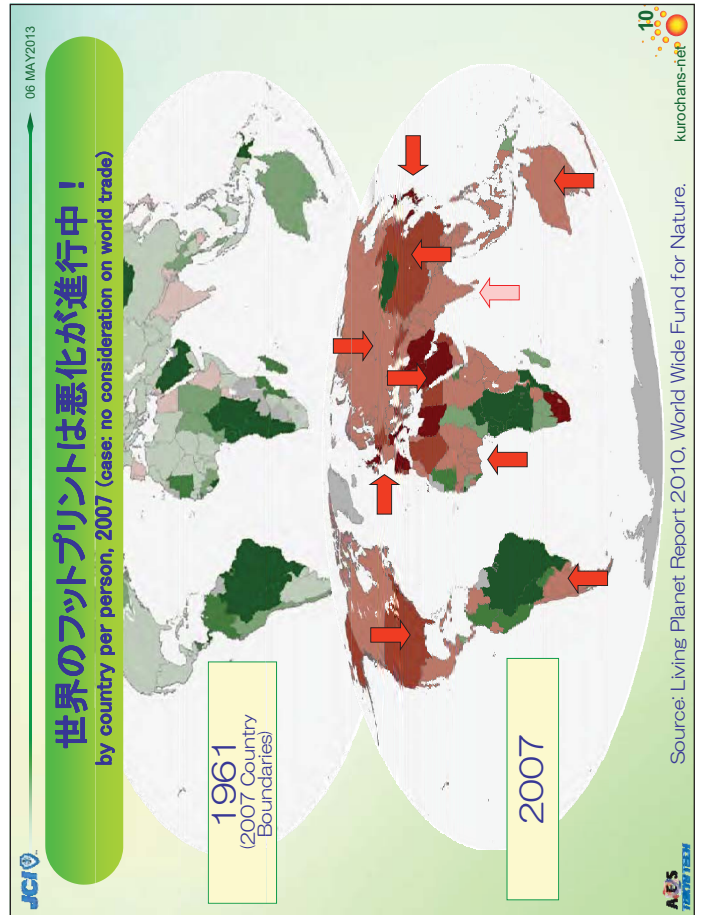 JCI
06 MAY2013
世界のフットプリントは悪化が進行中！
by country per person, 2007 (case: no consideration on world trade)
1961
(2007 Country
Boundaries)
2007
Source: Living Planet Report 2010, World Wide Fund for Nature.
AES
kurochans-net
10